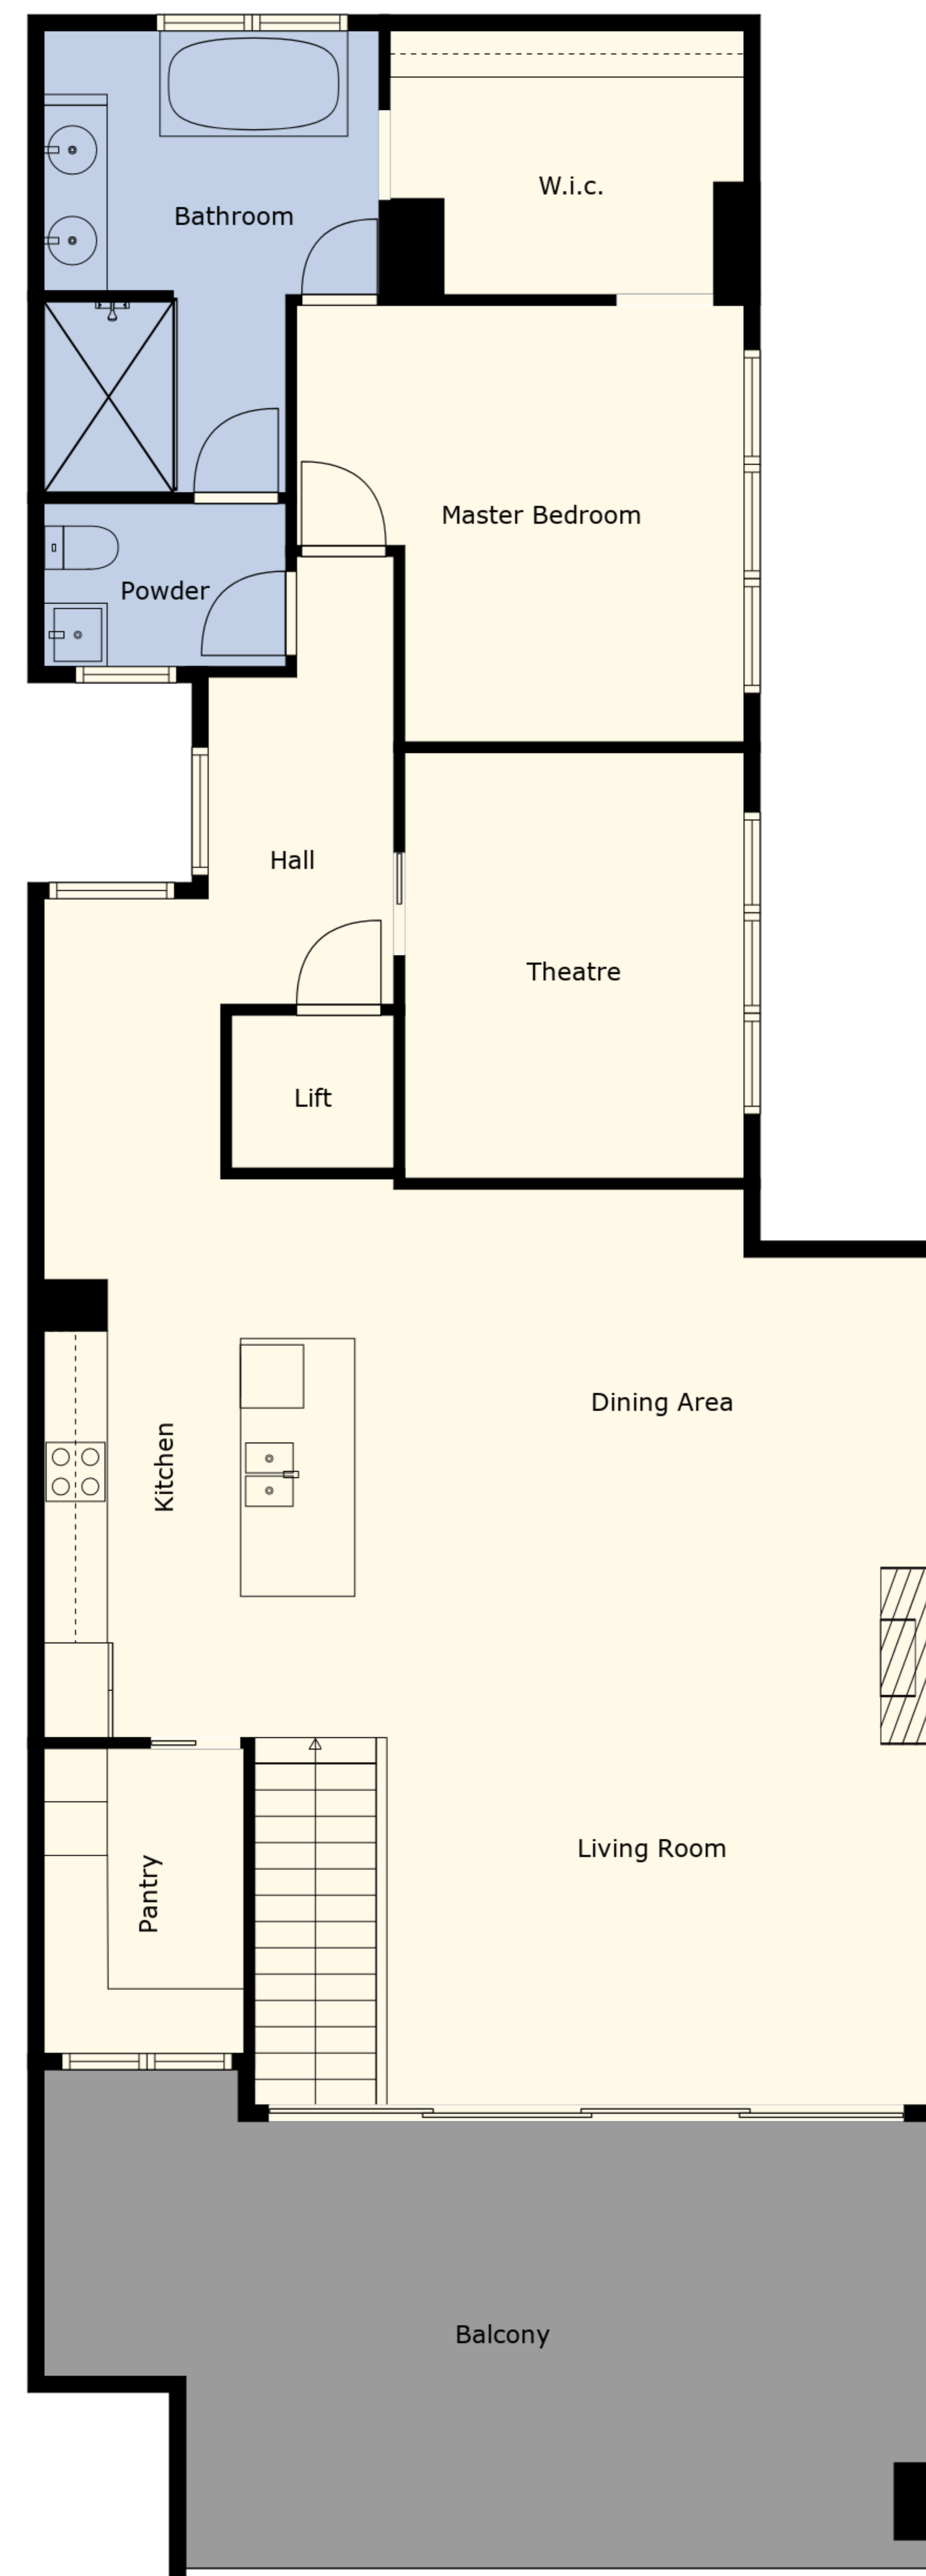 W.i.c.
Bathroom
Master Bedroom
Powder
Hall
Theatre
Lift
Dining Area
Kitchen
Living Room
Pantry
Balcony